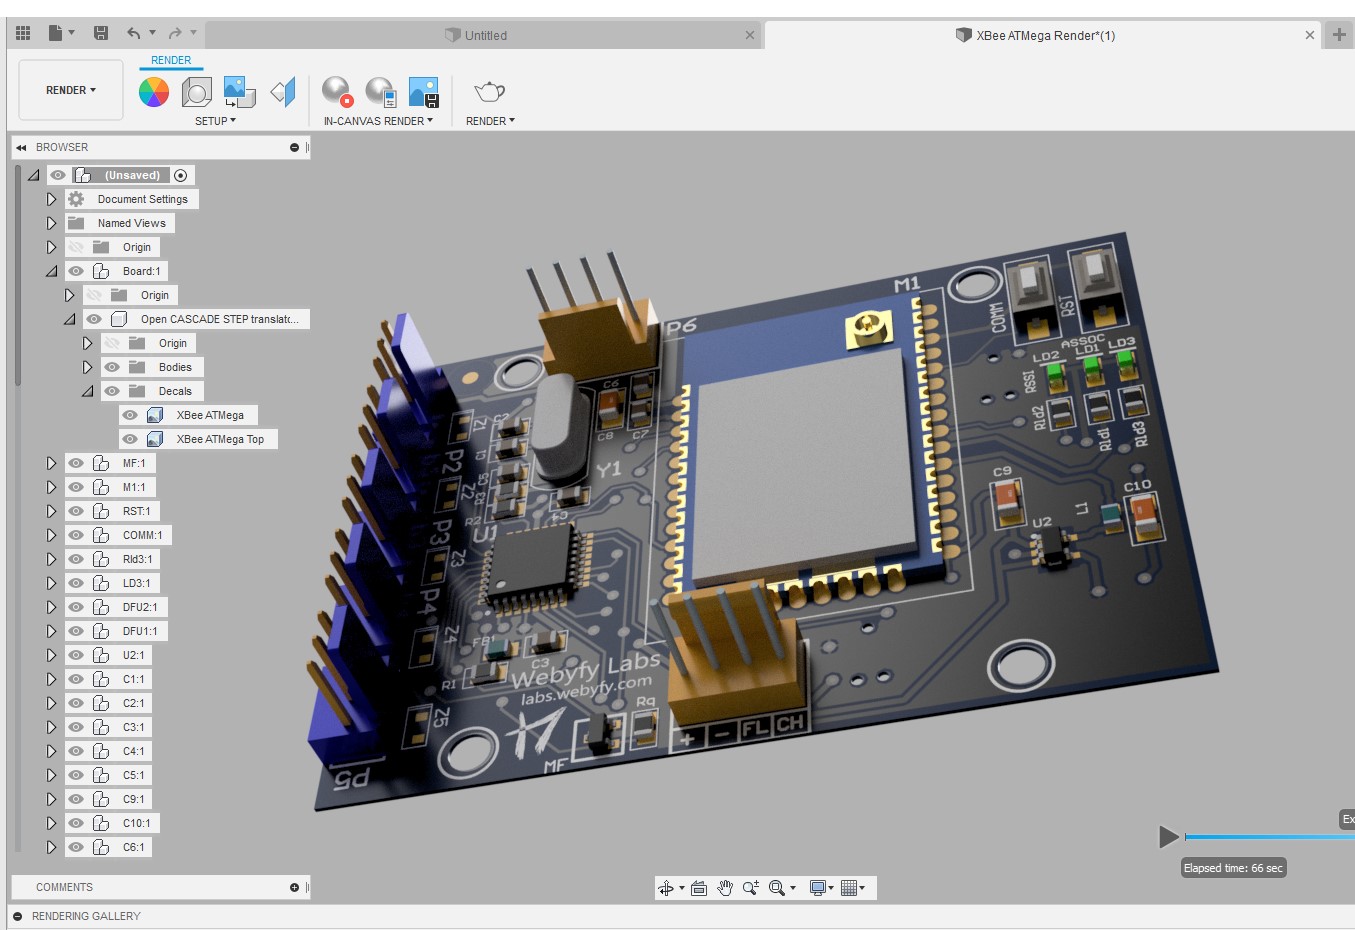 Untitled
XBee ATMega Render*(1)
RENDER
RENDER
SETUP
IN-CANVAS RENDER
RENDER
BROWSER
(Unsaved)
Document Settings
Named Views
Origin
Board:1
Origin
Open CASCADE STEP translatc...
Origin
Bodies
Decals
XBee ATMega
XBee ATMega Top
MF:1
M1:1
RST:1
COMM:1
Rld3:1
LD3:1
DFU2:1
DFU1:1
U2:1
C1:1
C2:1
C3:1
C4:1
C5:1
C9:1
C10:1
C6:1
M1
P6
COMM
RST
ASSOC
LD2
LD1
LD3
RSSI
Rld2
Rld1
Rld3
C6
C8
C7
C2
Z1
C1
P2
C5
R3
Z2
R2
Y1
C9
C10
L1
U2
P3
U1
Z3
P4
Z4
FB1
C3
R1
Webyfy Labs
labs.webyfy.com
Z5
Rq
MF
+ - FL CH
P5
Ex
Elapsed time: 66 sec
COMMENTS
RENDERING GALLERY